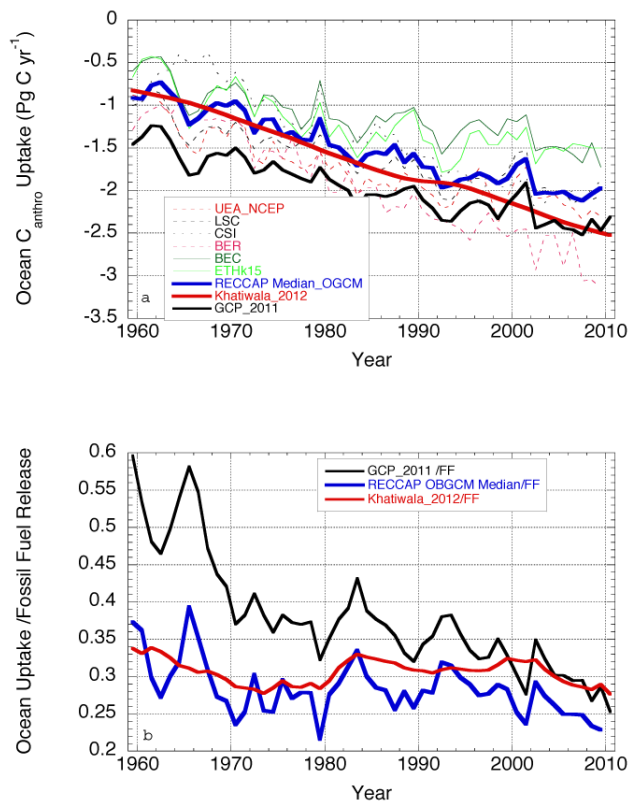 -0
-0.5
-1
-1.5
-2
-2.5
-3
-3.5
Ocean C anthro Uptake (Pg C yr-1)
UEA_NCEP
LSC
CSI
BER
BEC
ETHk15
RECCAP Median_OGCM
Khatiwala_2012
GCP_2011
a
1960 1970 1980 1990 2000 2010
Year
0.6
0.55
0.5
0.45
0.4
0.35
0.3
0.25
0.2
Ocean Uptake /Fossil Fuel Release
GCP_2011 /FF
RECCAP OBGCM Median/FF
Khatiwala_2012/FF
b
1960 1970 1980 1990 2000 2010
Year